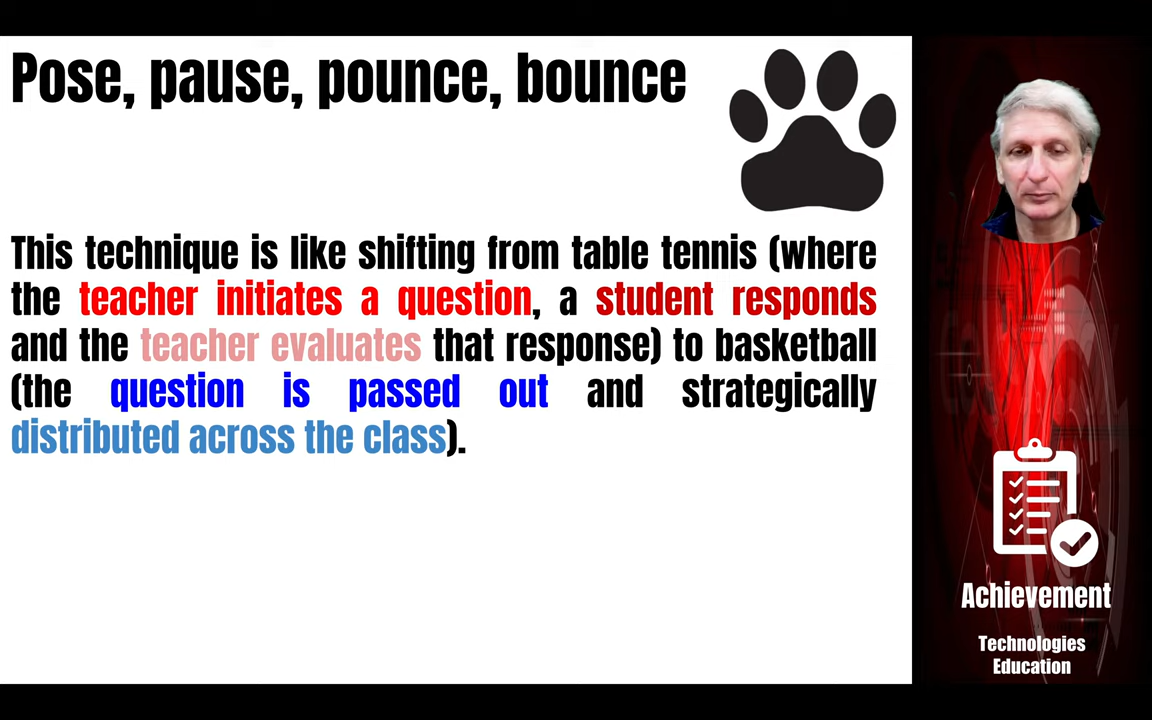 Pose, pause, pounce, bounce
This technique is like shifting from table tennis (where
the teacher initiates a question, a student responds
and the teacher evaluates that response) to basketball
(the question is passed out and strategically
distributed across the class).
Achievement
Technologies
Education